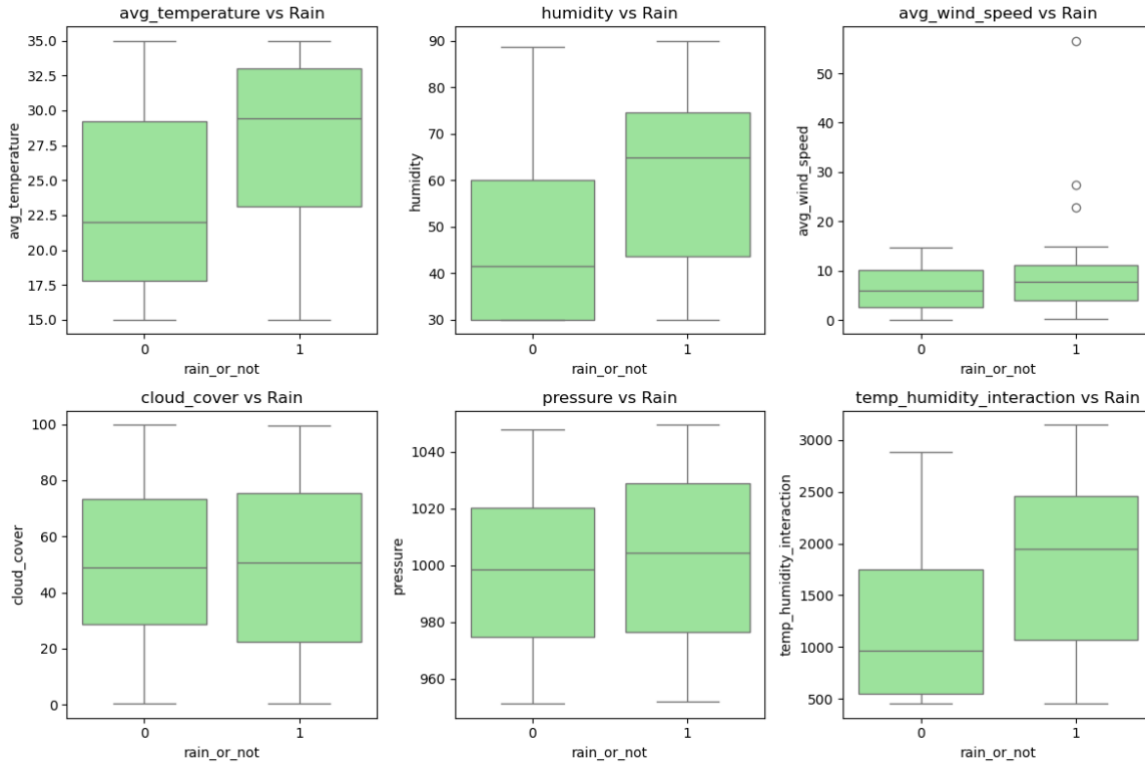 avg_temperature vs Rain
35.0
32.5
30.0
27.5
25.0
22.5
20.0
17.5
15.0
avg_temperature
0 1
rain_or_not
humidity vs Rain
90
80
70
60
50
40
30
humidity
0 1
rain_or_not
avg_wind_speed vs Rain
50
40
30
20
10
0
avg_wind_speed
0 1
rain_or_not
cloud_cover vs Rain
100
80
60
40
20
0
cloud_cover
0 1
rain_or_not
pressure vs Rain
1040
1020
1000
980
960
pressure
0 1
rain_or_not
temp_humidity_interaction vs Rain
3000
2500
2000
1500
1000
500
temp_humidity_interaction
0 1
rain_or_not